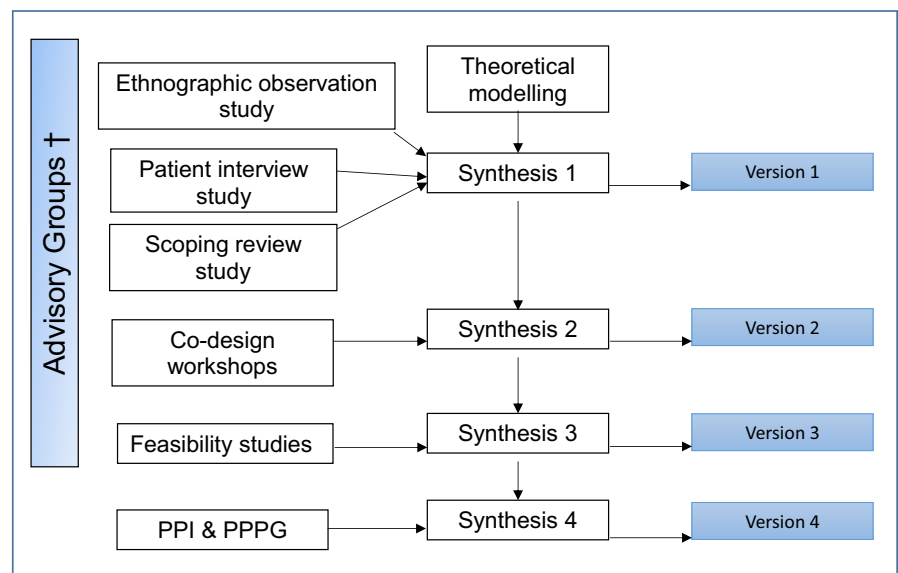 Advisory Groups †
Ethnographic observation
study
Theoretical
modelling
Patient interview
study
Synthesis 1
Version 1
Scoping review
study
Co-design
workshops
Synthesis 2
Version 2
Feasibility studies
Synthesis 3
Version 3
PPI & PPPG
Synthesis 4
Version 4